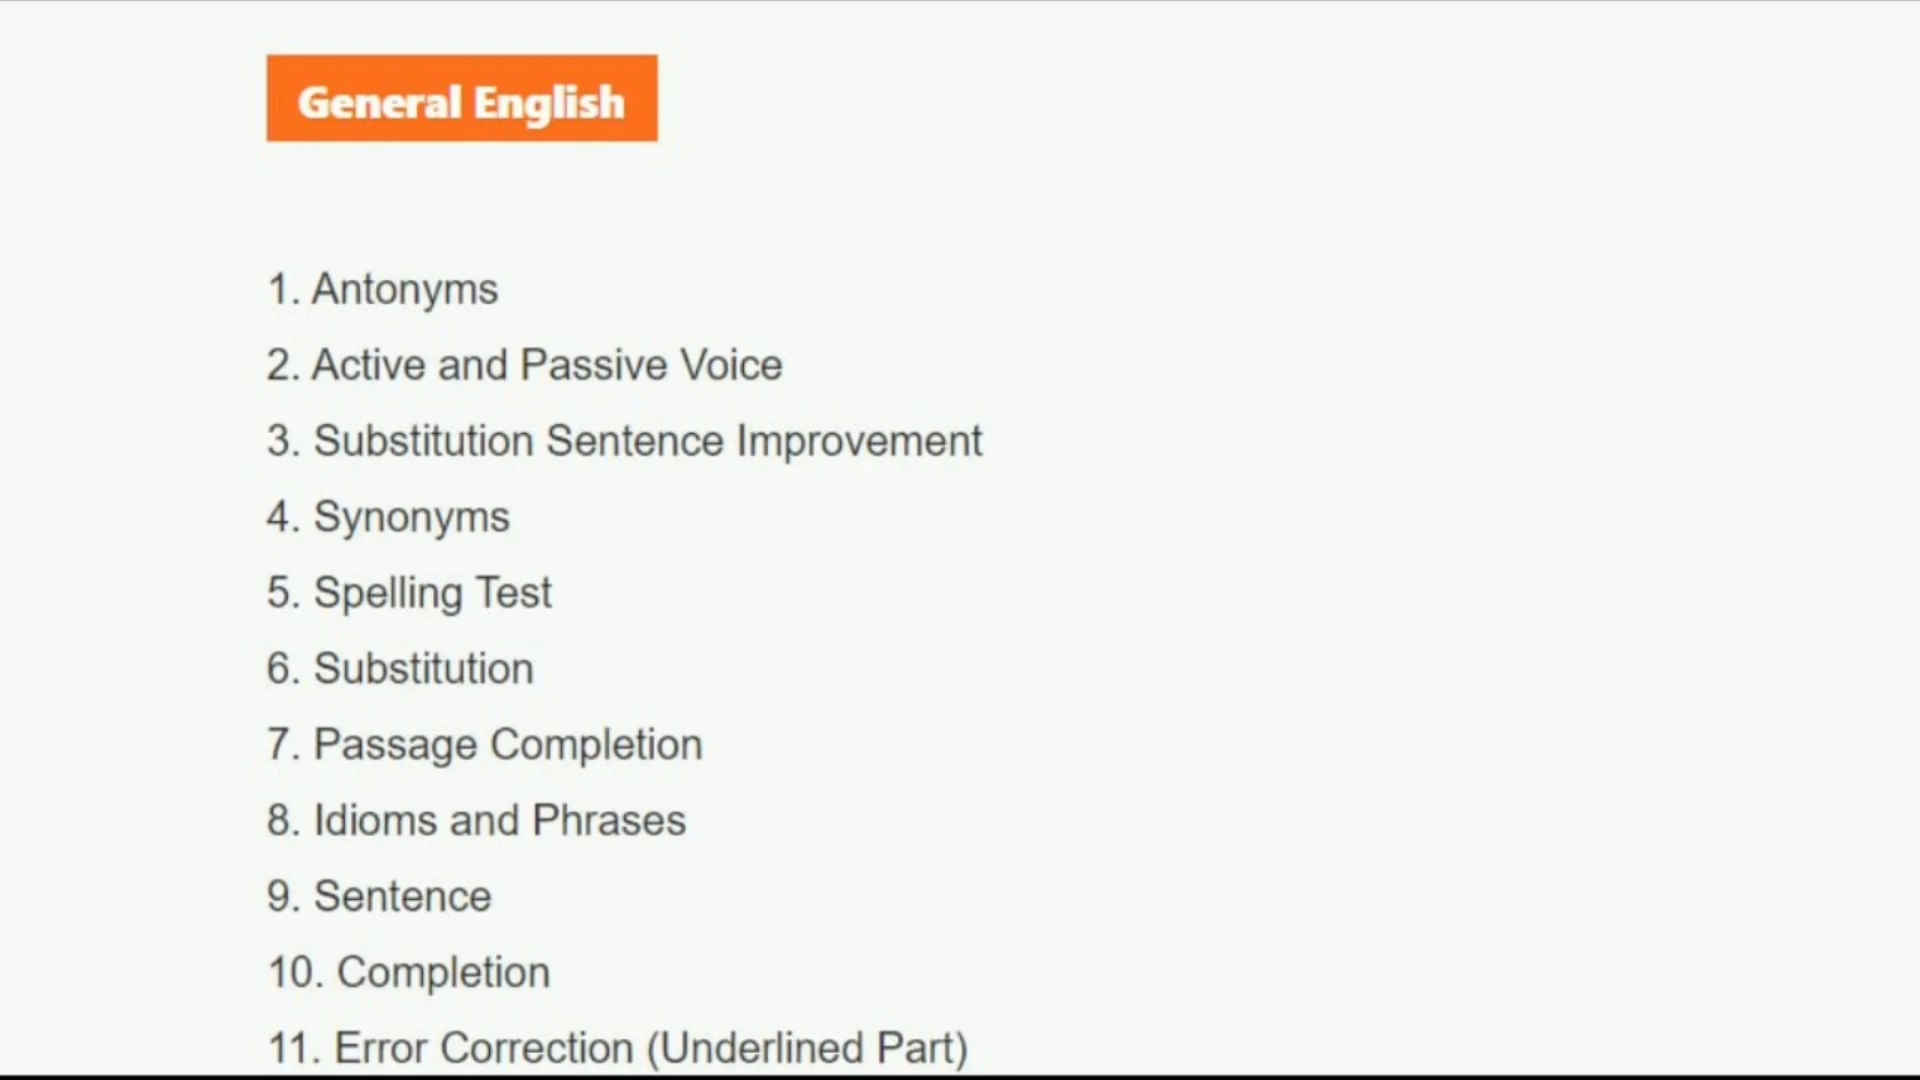 General English
1. Antonyms
2. Active and Passive Voice
3. Substitution Sentence Improvement
4. Synonyms
5. Spelling Test
6. Substitution
7. Passage Completion
8. Idioms and Phrases
9. Sentence
10. Completion
11. Error Correction (Underlined Part)